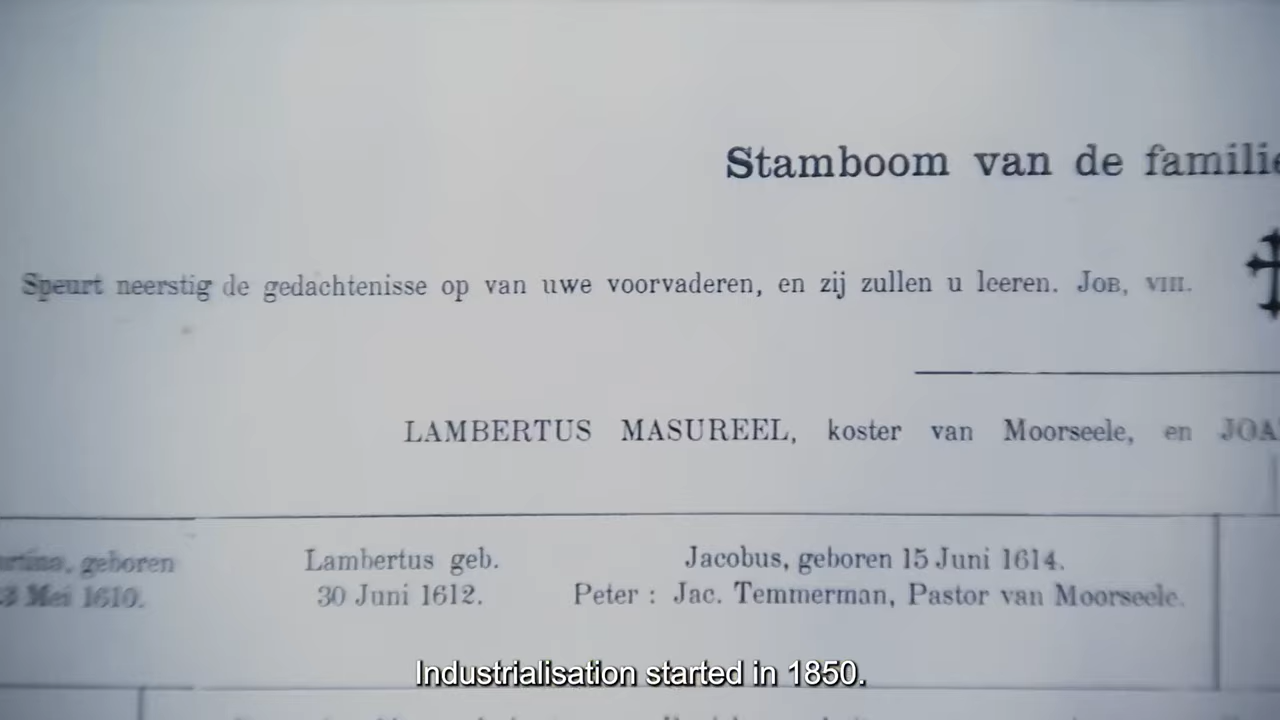 Stamboom van de familie
Speurt neerstig de gedachtenisse op van uwe voorvaderen, en zij zullen u leeren. JOB, VIII.
LAMBERTUS MASUREEL, koster van Moorseele, en JOA
geboren
Mei 1610.
Lambertus geb.
30 Juni 1612.
Jacobus, geboren 15 Juni 1614.
Peter : Jac. Temmerman, Pastor van Moorseele.
Industrialisation started in 1850.